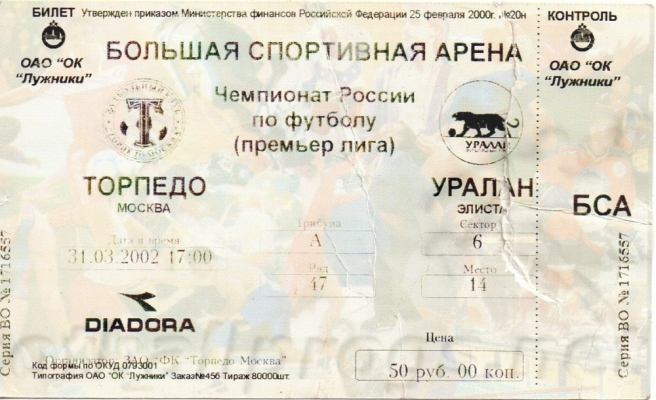 БИЛЕТ Утвержден приказом Министерства финансов Российской Федерации 25 февраля 2000г. №20н
ОАО "ОК "Лужники"
БОЛЬШАЯ СПОРТИВНАЯ АРЕНА
Чемпионат России
по футболу
(премьер лига)
Т
УРАЛАН
ТОРПЕДО
МОСКВА
УРАЛАН
ЭЛИСТА
Дата и время
31.03.2002 17:00
Трибуна
А
Сектор
6
Ряд
47
Место
14
DIADORA
Организатор: ЗАО "ФК "Торпедо Москва"
Цена
50 руб. 00 коп.
Код формы по ОКУД 0793001
Типография ОАО "ОК "Лужники" Заказ№456 Тираж 80000шт.
Серия ВО № 1716557
КОНТРОЛЬ
ОАО "ОК
"Лужники"
БСА
Серия ВО № 1716557